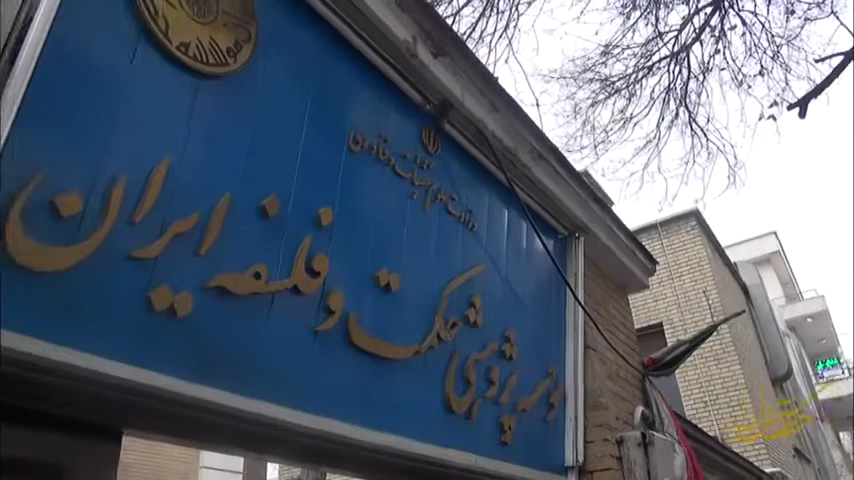 وزارت علوم تحقیقات و فناوری
موسسه پژوهشی حکمت و فلسفه ایران